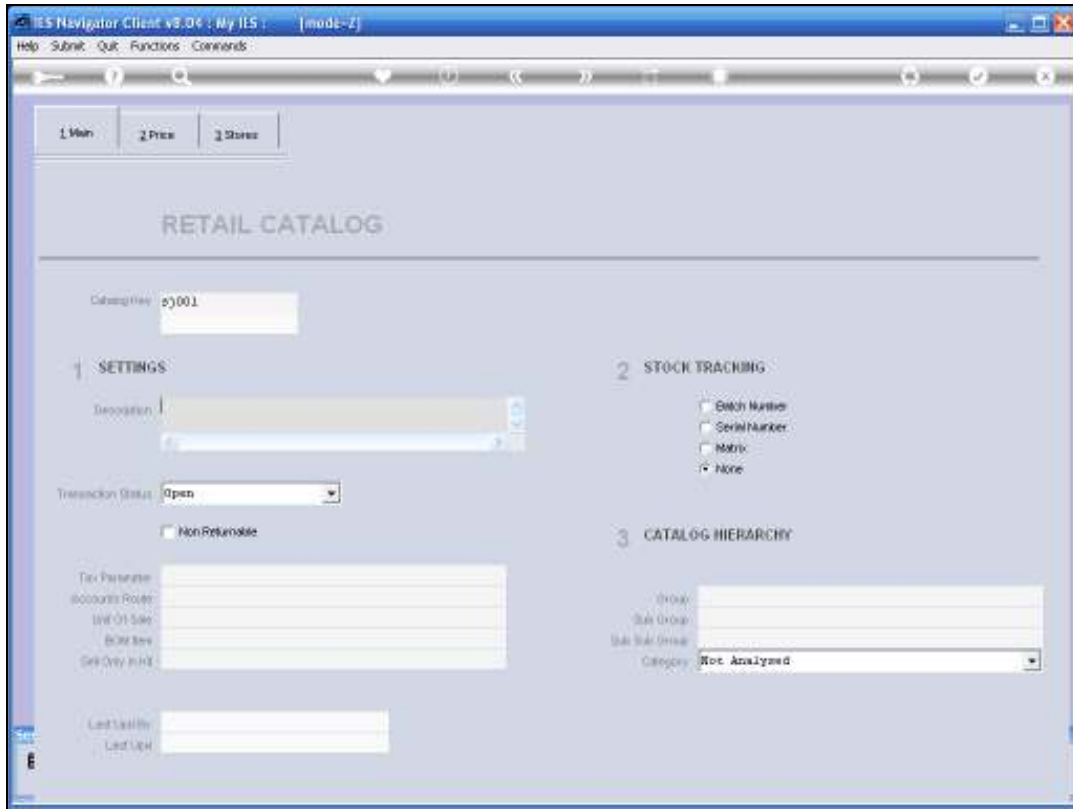 IES Navigator Client v8.04 : My IES : [mode=Z]
Help Submit Quit Functions Commands
1 Main 2 Price 3 Stores
RETAIL CATALOG
Catalog Key sj001
1 SETTINGS
2 STOCK TRACKING
Description
Batch Number
Serial Number
Matrix
None
Transaction Status Open
Non Returnable
3 CATALOG HIERARCHY
Tax Parameter
Accounts Route
Unit Of Sale
BOM Item
Sell Only in Kit
Group
Sub Group
Sub Sub Group
Category Not Analyzed
Last Upd By
Last Upd